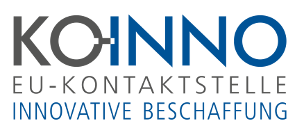 KOINNO
EU-KONTAKTSTELLE
INNOVATIVE BESCHAFFUNG